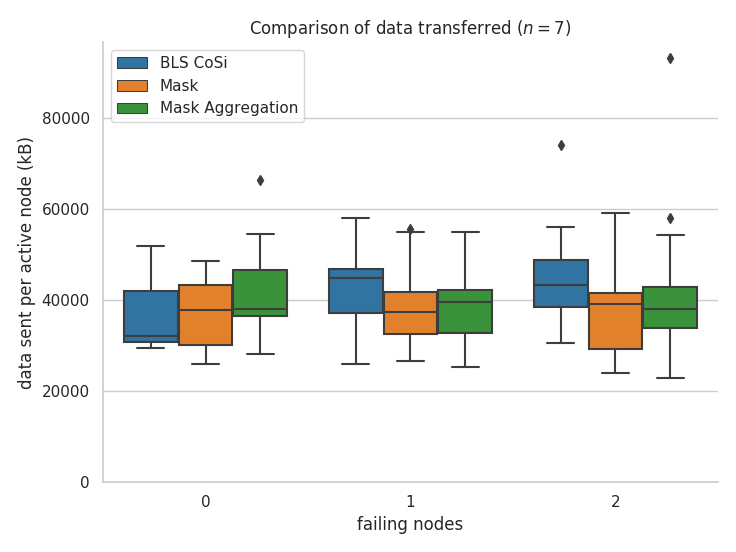 Comparison of data transferred (n = 7)
BLS CoSi
Mask
Mask Aggregation
data sent per active node (kB)
80000
60000
40000
20000
0
0 1 2
failing nodes